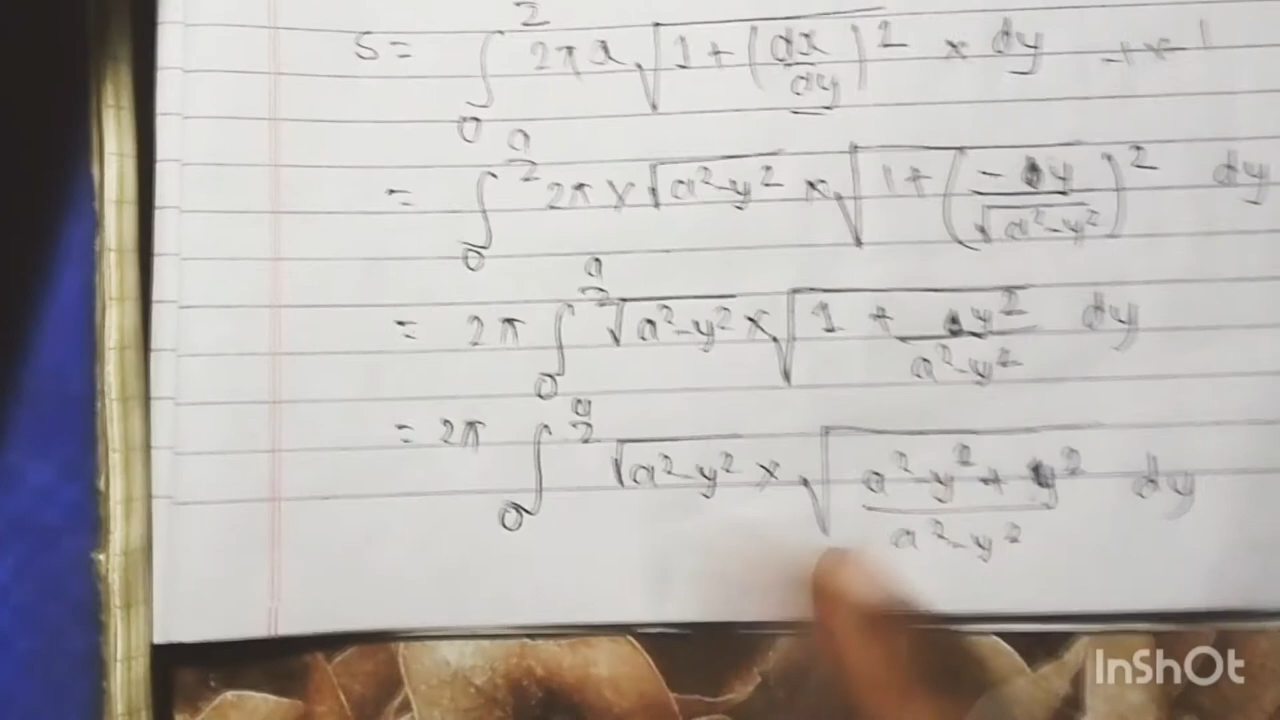 2
S = ∫ 2πx √1+(dx/dy)² × dy
0
a/2
= ∫ 2π × √a²-y² × √1+(-y/√a²-y²)² dy
0
a/2
= 2π ∫ √a²-y² × √1 + y²/a²-y² dy
0
a/2
= 2π ∫ √a²-y² × √a²-y²+y²/a²-y² dy
0
InShOt